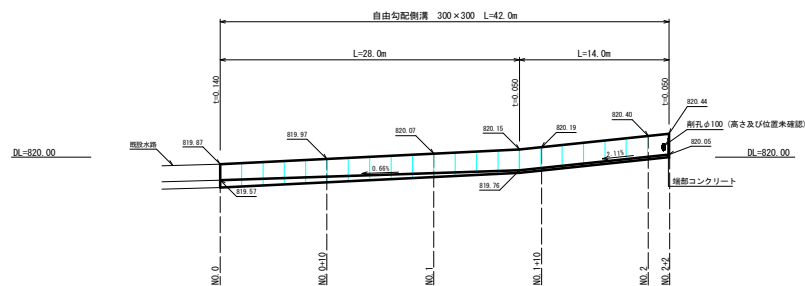 自由勾配側溝 300×300 L=42.0m
L=28.0m
L=14.0m
t=0.140
t=0.050
t=0.050
820.44
820.40
削孔φ100 (高さ及び位置未確認)
820.19
820.15
820.07
819.97
819.87
既設水路
820.05
DL=820.00
DL=820.00
2.11%
0.66%
819.76
819.57
端部コンクリート
NO.0
NO.0+10
NO.1
NO.1+10
NO.2
NO.2+2